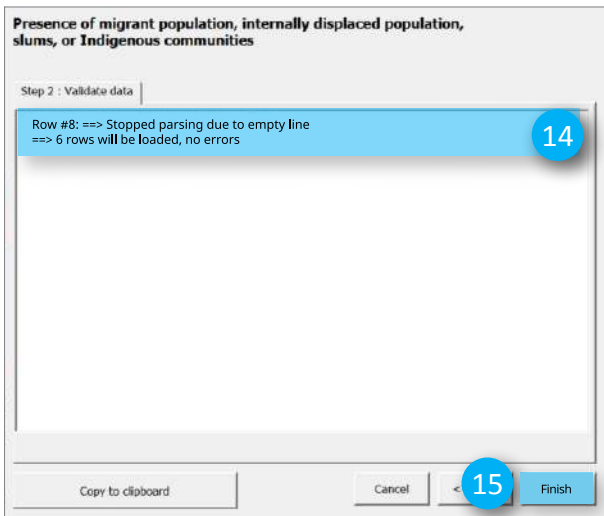 Presence of migrant population, internally displaced population,
slums, or Indigenous communities
Step 2 : Validate data
Row #8: ==> Stopped parsing due to empty line
==> 6 rows will be loaded, no errors
14
Copy to clipboard
Cancel
<
15
Finish